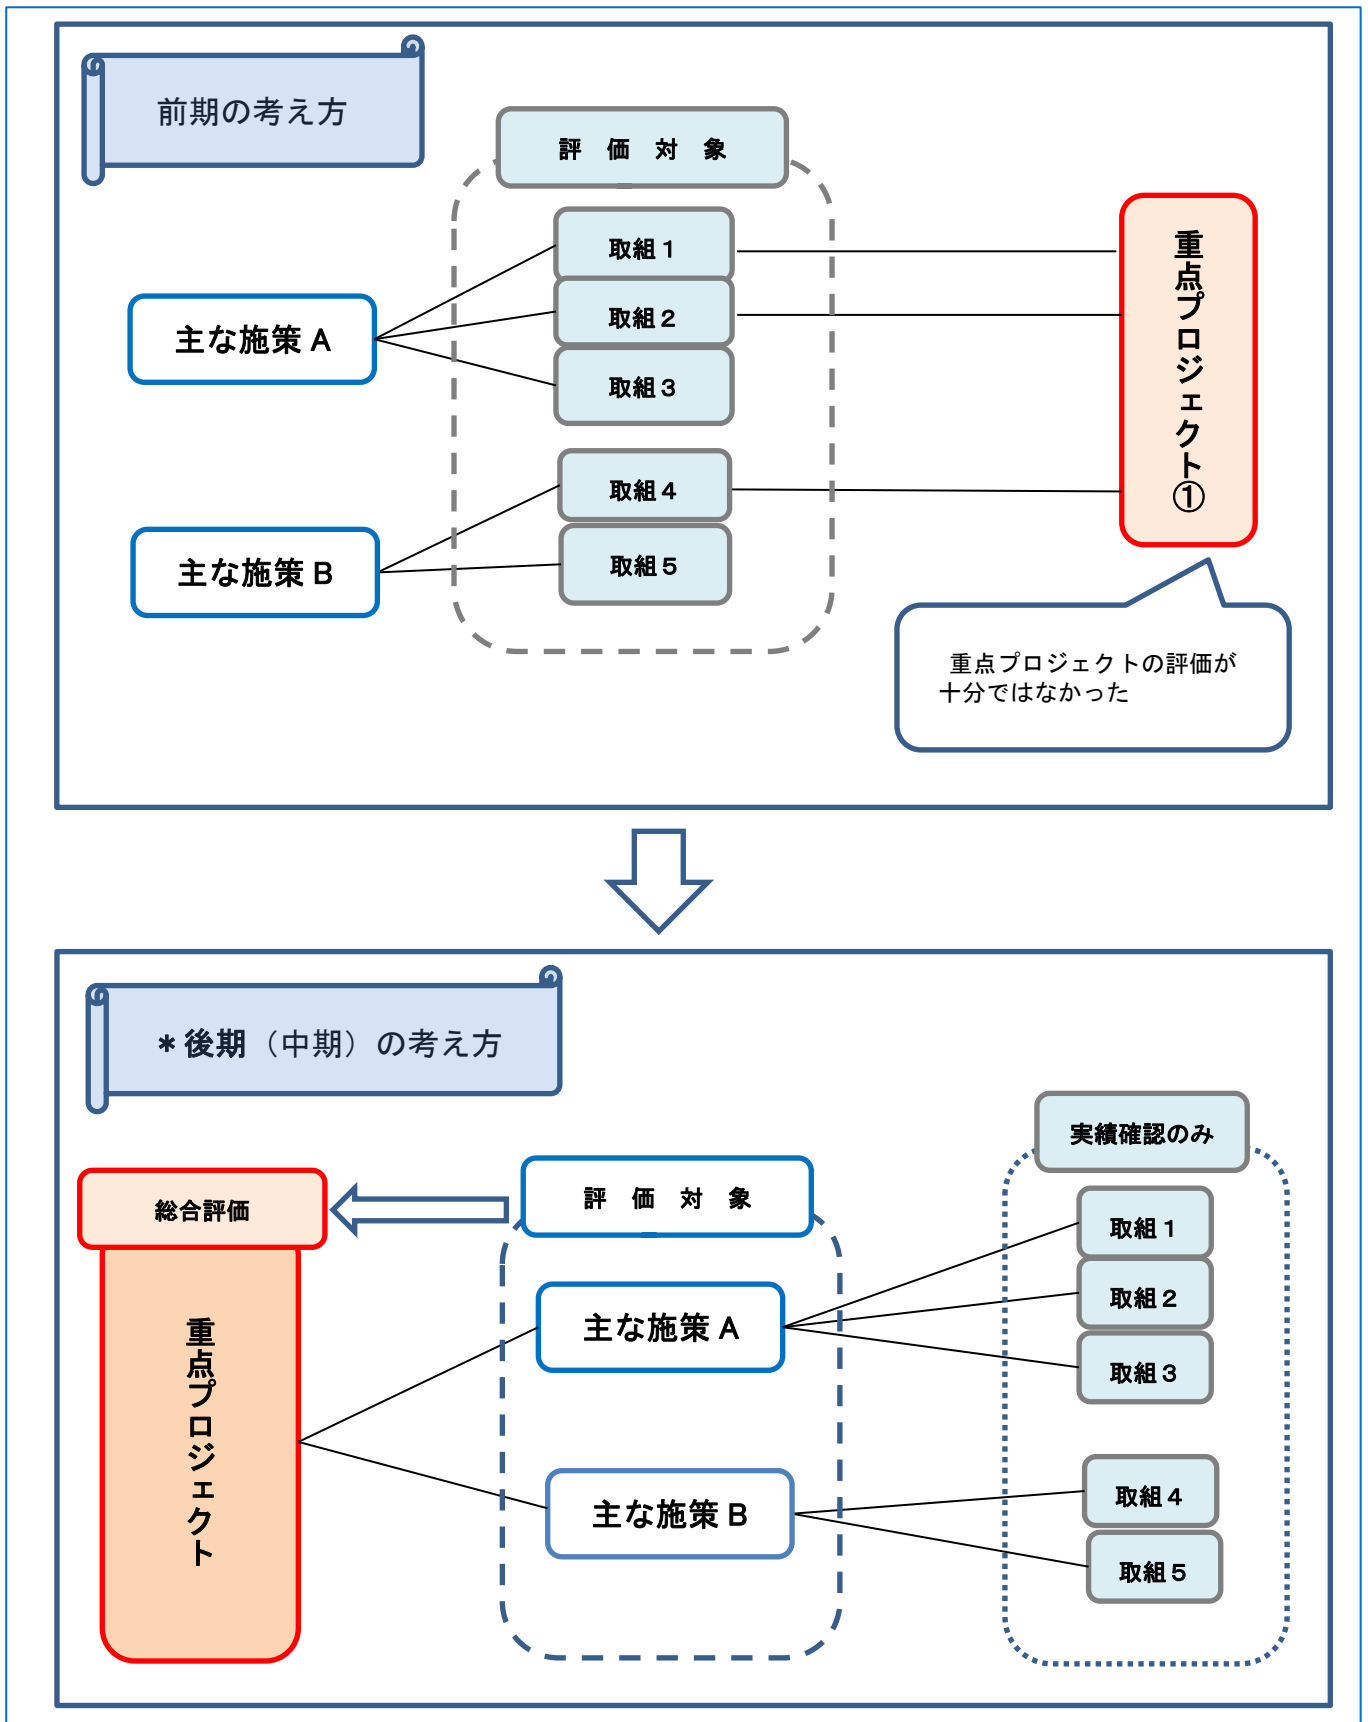 前期の考え方
評　価　対　象
取組１
取組２
取組３
主な施策 A
取組４
取組５
主な施策 B
重点プロジェクト①
重点プロジェクトの評価が
十分ではなかった
＊後期（中期）の考え方
実績確認のみ
総合評価
評　価　対　象
取組１
取組２
取組３
主な施策 A
重点プロジェクト
主な施策 B
取組４
取組５